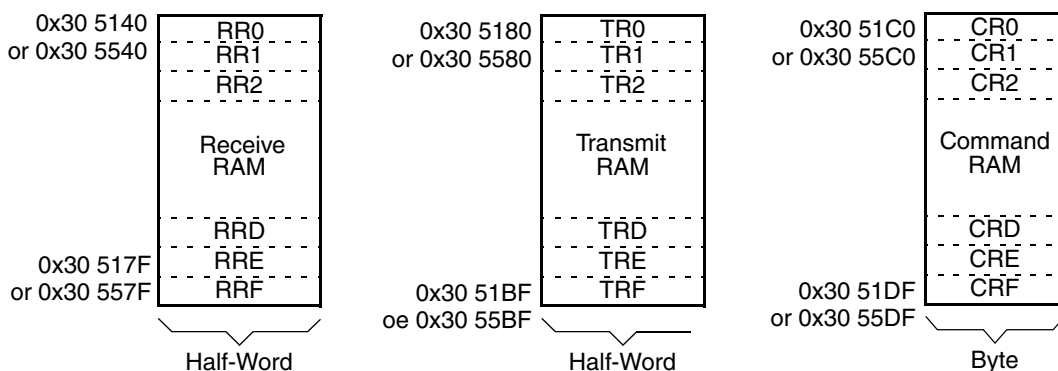 0x30 5140
or 0x30 5540
RR0
RR1
RR2
Receive
RAM
RRD
RRE
RRF
0x30 517F
or 0x30 557F
Half-Word
0x30 5180
or 0x30 5580
TR0
TR1
TR2
Transmit
RAM
TRD
TRE
TRF
0x30 51BF
oe 0x30 55BF
Half-Word
0x30 51C0
or 0x30 55C0
CR0
CR1
CR2
Command
RAM
CRD
CRE
CRF
0x30 51DF
or 0x30 55DF
Byte